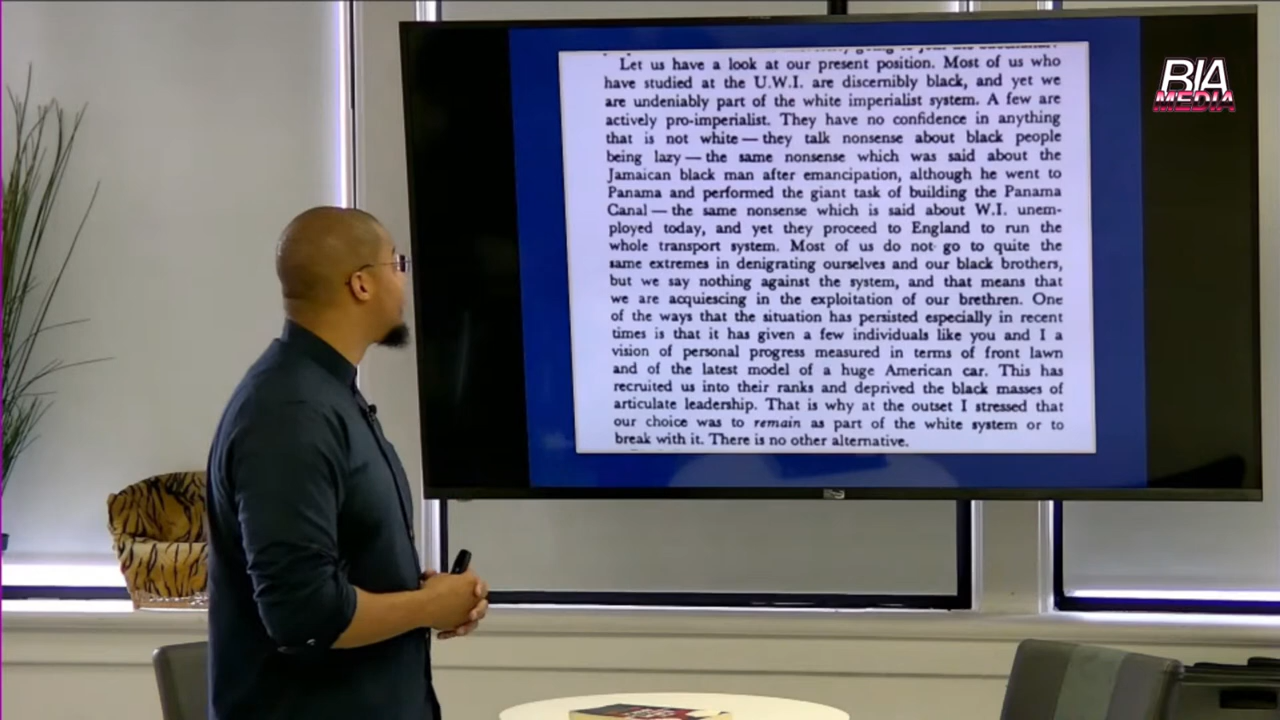 Let us have a look at our present position. Most of us who
have studied at the U.W.I. are discernibly black, and yet we
are undeniably part of the white imperialist system. A few are
actively pro-imperialist. They have no confidence in anything
that is not white — they talk nonsense about black people
being lazy — the same nonsense which was said about the
Jamaican black man after emancipation, although he went to
Panama and performed the giant task of building the Panama
Canal — the same nonsense which is said about W.I. unem-
ployed today, and yet they proceed to England to run the
whole transport system. Most of us do not go to quite the
same extremes in denigrating ourselves and our black brothers,
but we say nothing against the system, and that means that
we are acquiescing in the exploitation of our brethren. One
of the ways that the situation has persisted especially in recent
times is that it has given a few individuals like you and I a
vision of personal progress measured in terms of front lawn
and of the latest model of a huge American car. This has
recruited us into their ranks and deprived the black masses of
articulate leadership. That is why at the outset I stressed that
our choice was to remain as part of the white system or to
break with it. There is no other alternative.
BIA
MEDIA